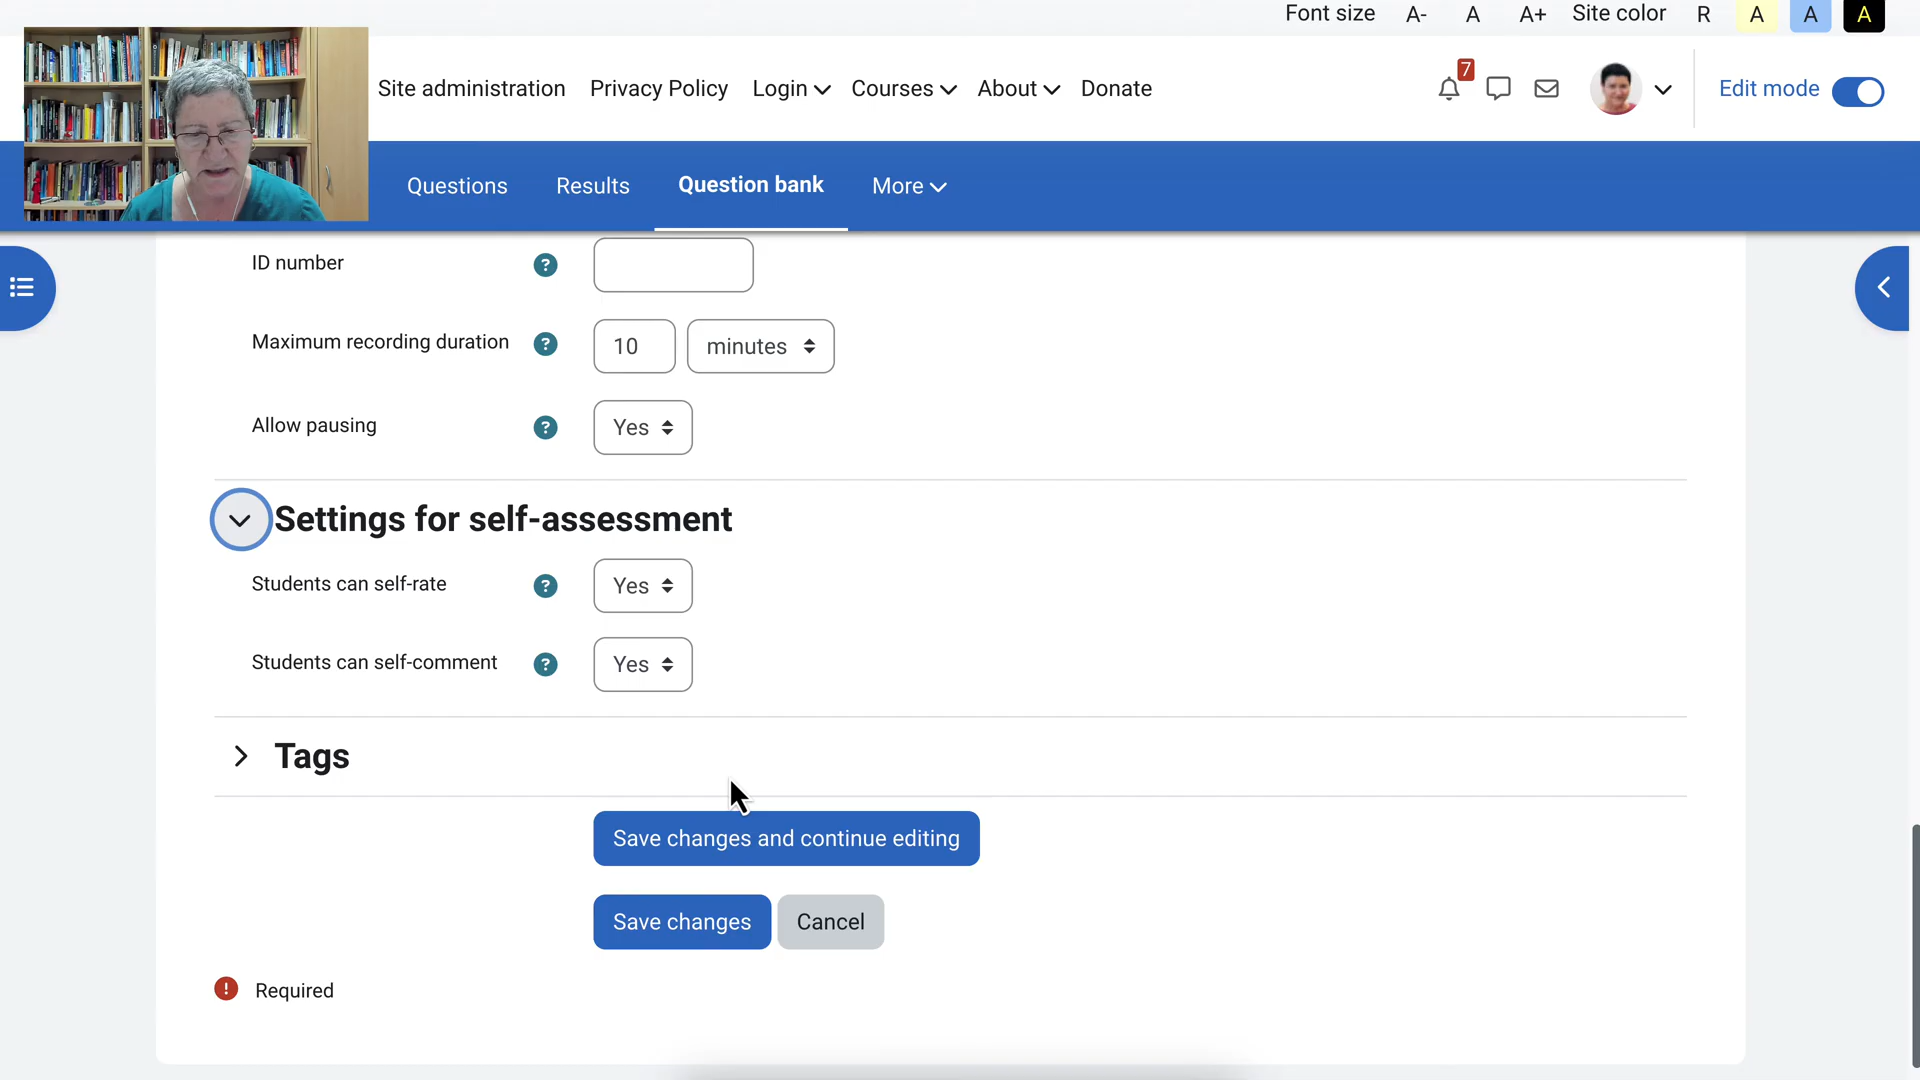 Font size A- A A+ Site color R A A A
Site administration Privacy Policy Login Courses About Donate 7 Edit mode
Questions Results Question bank More
ID number ?
Maximum recording duration ? 10 minutes
Allow pausing ? Yes
Settings for self-assessment
Students can self-rate ? Yes
Students can self-comment ? Yes
Tags
Save changes and continue editing
Save changes Cancel
! Required